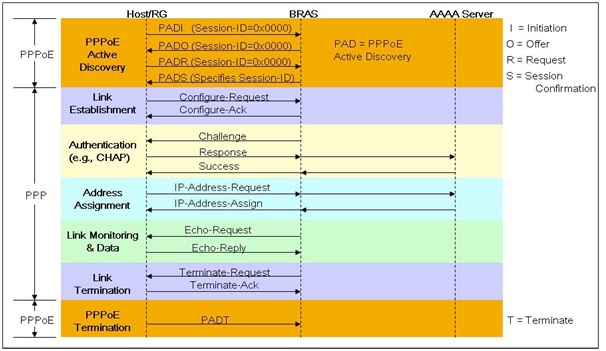 Host/RG BRAS AAAA Server
PPPoE
PPPoE
Active
Discovery
PADI (Session-ID=0x0000)
PADO (Session-ID=0x0000)
PADR (Session-ID=0x0000)
PADS (Specifies Session-ID)
PAD = PPPoE
Active Discovery
I = Initiation
O = Offer
R = Request
S = Session
Confirmation
PPP
Link
Establishment
Configure-Request
Configure-Ack
Authentication
(e.g., CHAP)
Challenge
Response
Success
Address
Assignment
IP-Address-Request
IP-Address-Assign
Link Monitoring
& Data
Echo-Request
Echo-Reply
Link
Termination
Terminate-Request
Terminate-Ack
PPPoE
PPPoE
Termination
PADT
T = Terminate